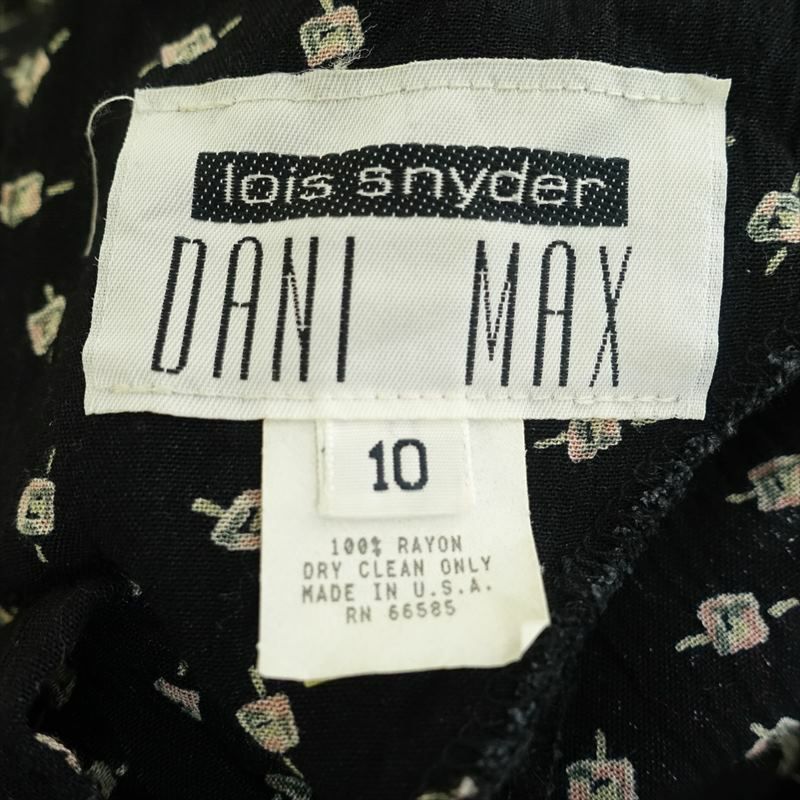 lois snyder
DANI MAX
10
100% RAYON
DRY CLEAN ONLY
MADE IN U.S.A.
RN 66585